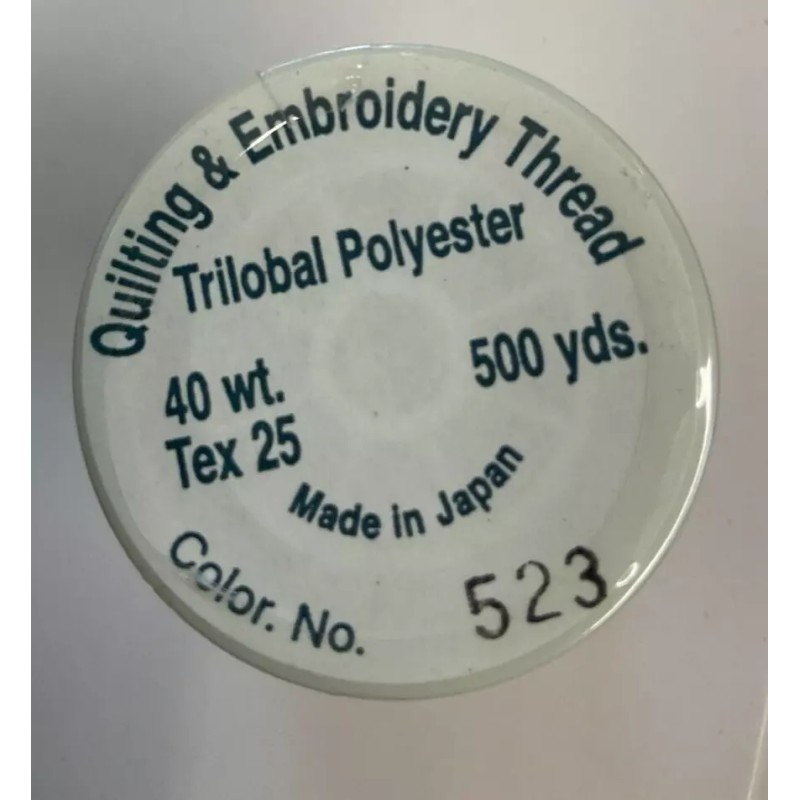 Quilting & Embroidery Thread
Trilobal Polyester
40 wt.
500 yds.
Tex 25
Made in Japan
Color. No.
523